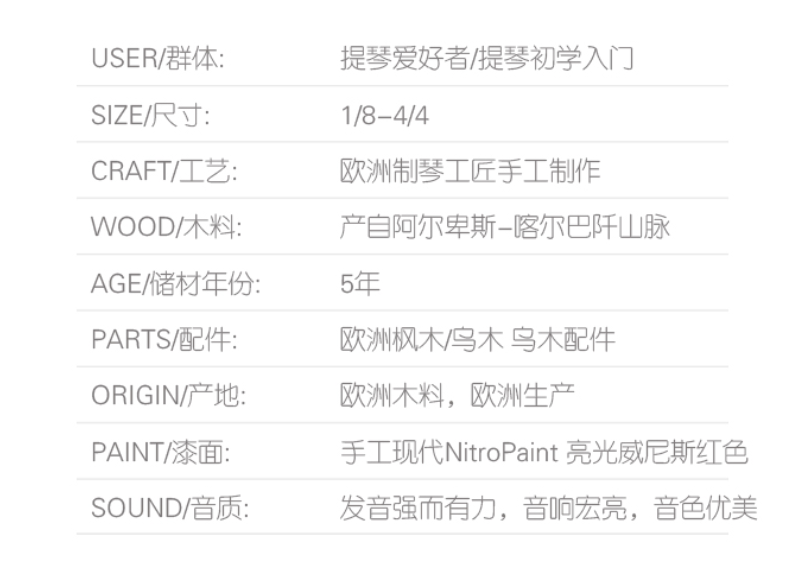 USER/群体: 提琴爱好者/提琴初学入门
SIZE/尺寸: 1/8-4/4
CRAFT/工艺: 欧洲制琴工匠手工制作
WOOD/木料: 产自阿尔卑斯-喀尔巴阡山脉
AGE/储材年份: 5年
PARTS/配件: 欧洲枫木/乌木 乌木配件
ORIGIN/产地: 欧洲木料，欧洲生产
PAINT/漆面: 手工现代NitroPaint 亮光威尼斯红色
SOUND/音质: 发音强而有力，音响宏亮，音色优美